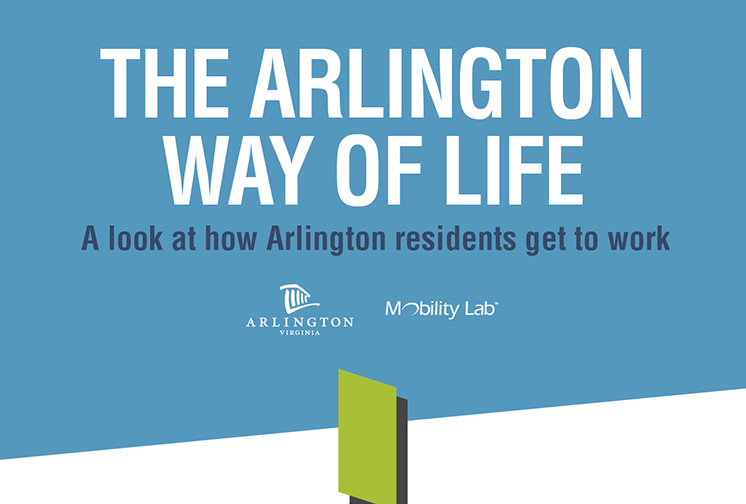 THE ARLINGTON
WAY OF LIFE
A look at how Arlington residents get to work
ARLINGTON
VIRGINIA
Mobility Lab™